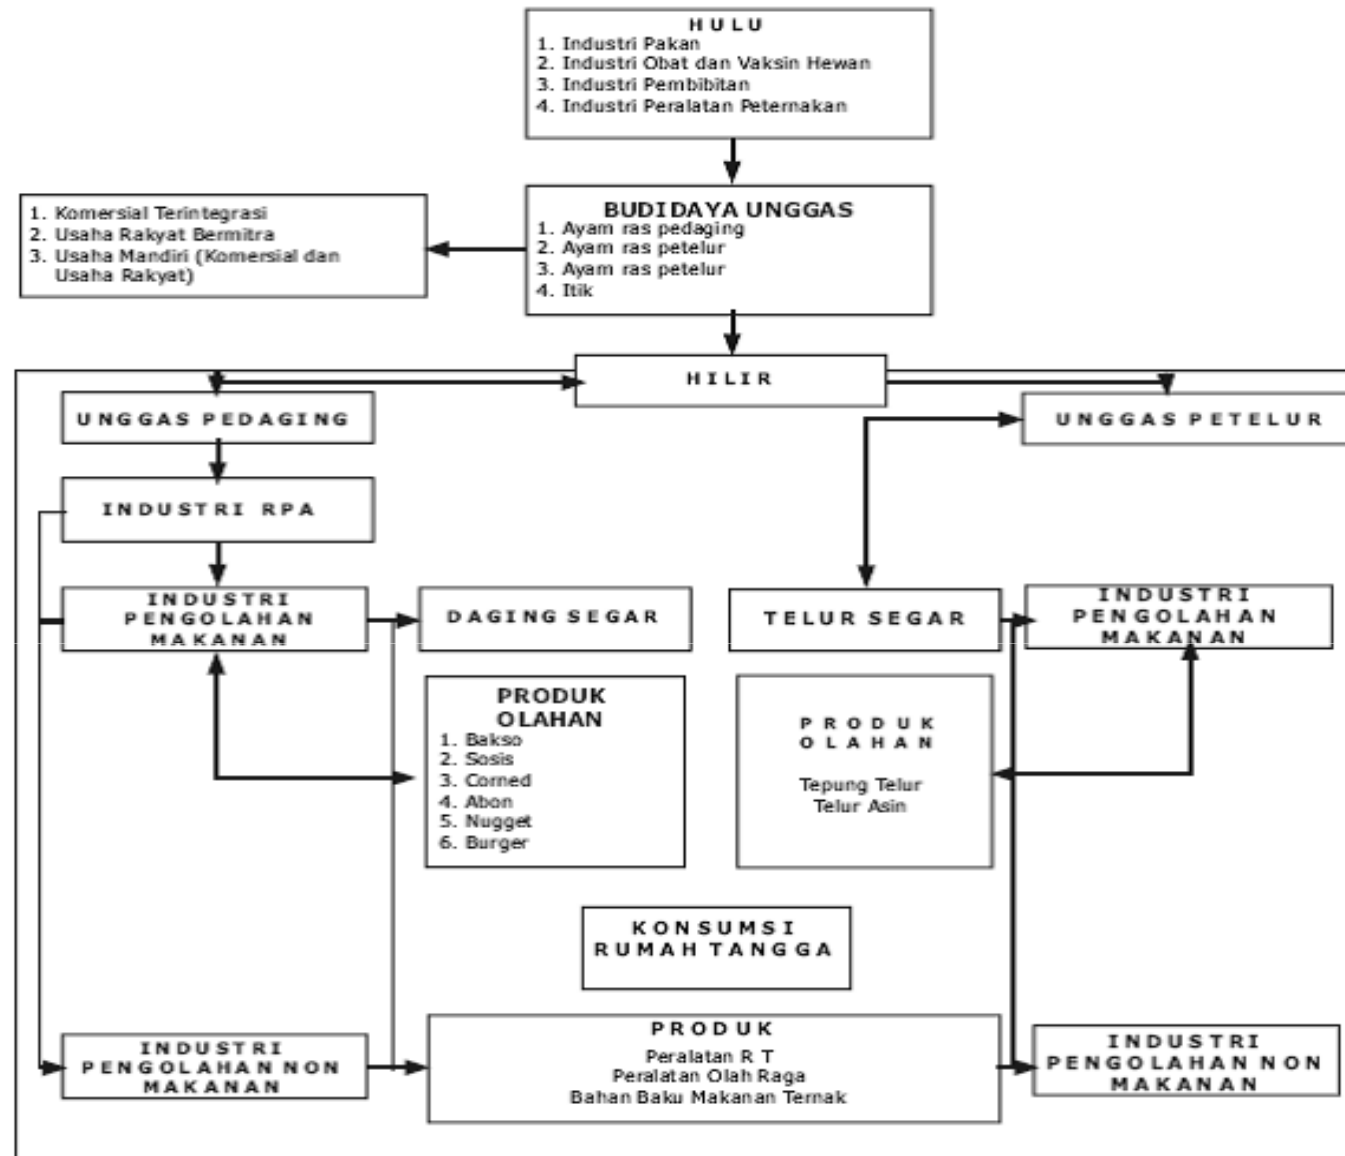 HULU
1. Industri Pakan
2. Industri Obat dan Vaksin Hewan
3. Industri Pembibitan
4. Industri Peralatan Peternakan
1. Komersial Terintegrasi
2. Usaha Rakyat Bermitra
3. Usaha Mandiri (Komersial dan
Usaha Rakyat)
BUDIDAYA UNGGAS
1. Ayam ras pedaging
2. Ayam ras petelur
3. Ayam ras petelur
4. Itik
HILIR
UNGGAS PEDAGING
UNGGAS PETELUR
INDUSTRI RPA
INDUSTRI
PENGOLAHAN
MAKANAN
DAGING SEGAR
TELUR SEGAR
INDUSTRI
PENGOLAHAN
MAKANAN
PRODUK
OLAHAN
1. Bakso
2. Sosis
3. Corned
4. Abon
5. Nugget
6. Burger
PRODUK
OLAHAN
Tepung Telur
Telur Asin
KONSUMSI
RUMAH TANGGA
INDUSTRI
PENGOLAHAN NON
MAKANAN
PRODUK
Peralatan R T
Peralatan Olah Raga
Bahan Baku Makanan Ternak
INDUSTRI
PENGOLAHAN NON
MAKANAN